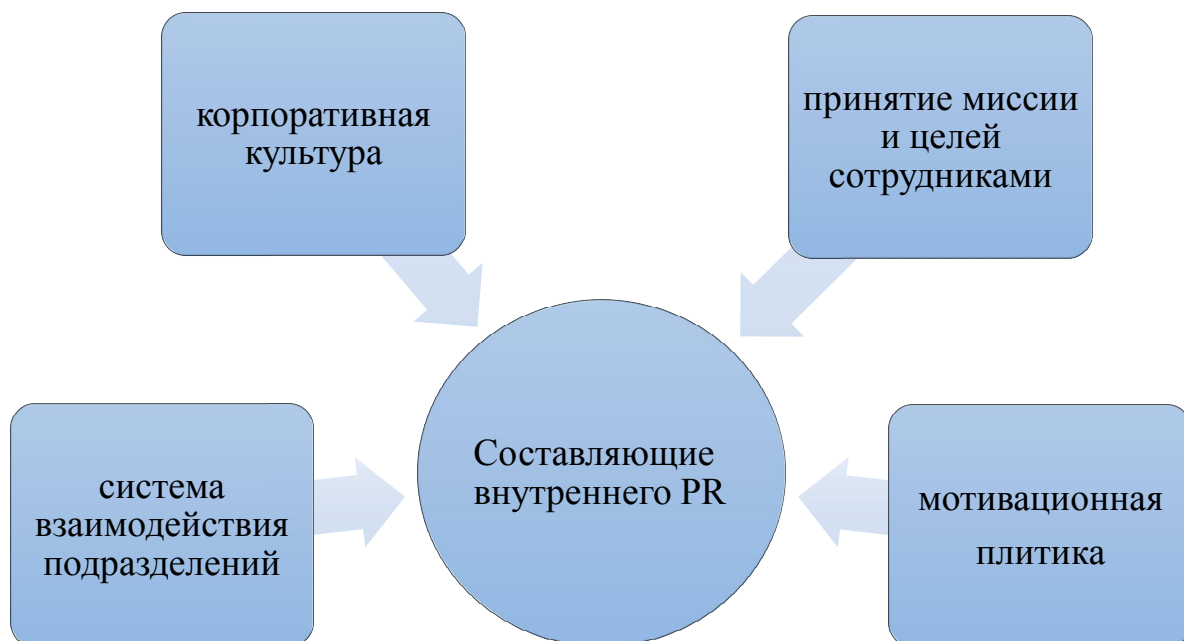 корпоративная
культура
принятие миссии
и целей
сотрудниками
система
взаимодействия
подразделений
Составляющие
внутреннего PR
мотивационная
плитика